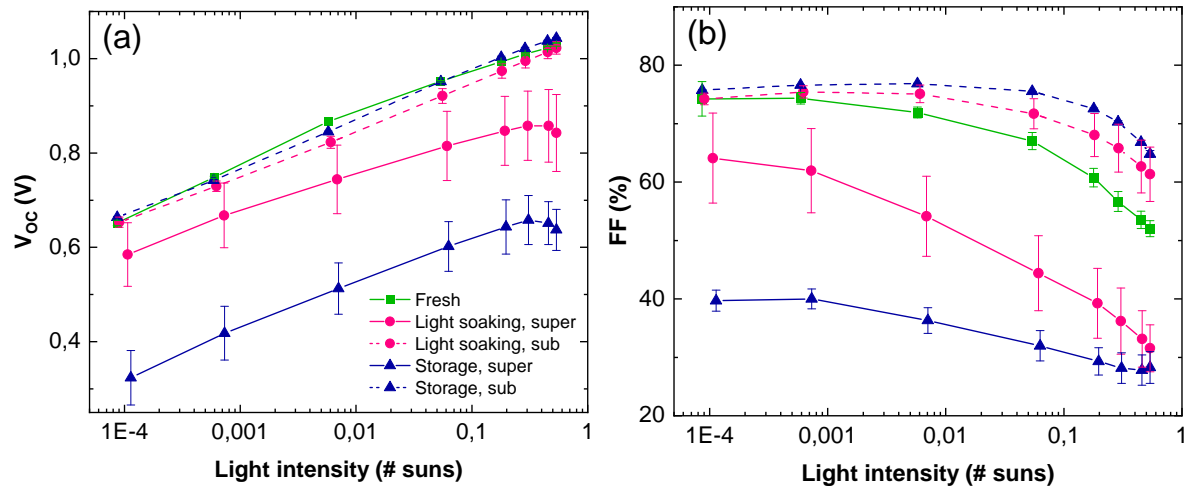 (a)
1,0
0,8
0,6
0,4
V_OC (V)
Fresh
Light soaking, super
Light soaking, sub
Storage, super
Storage, sub
1E-4
0,001
0,01
0,1
1
Light intensity (# suns)
(b)
80
60
40
20
FF (%)
1E-4
0,001
0,01
0,1
1
Light intensity (# suns)